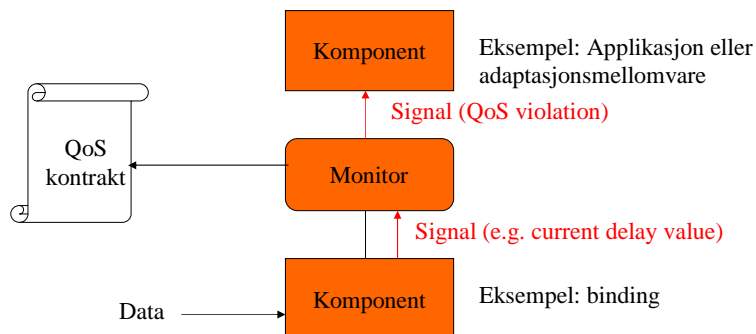 Komponent
Eksempel: Applikasjon eller
adaptasjonsmellomvare
Signal (QoS violation)
QoS
kontrakt
Monitor
Signal (e.g. current delay value)
Data
Komponent
Eksempel: binding